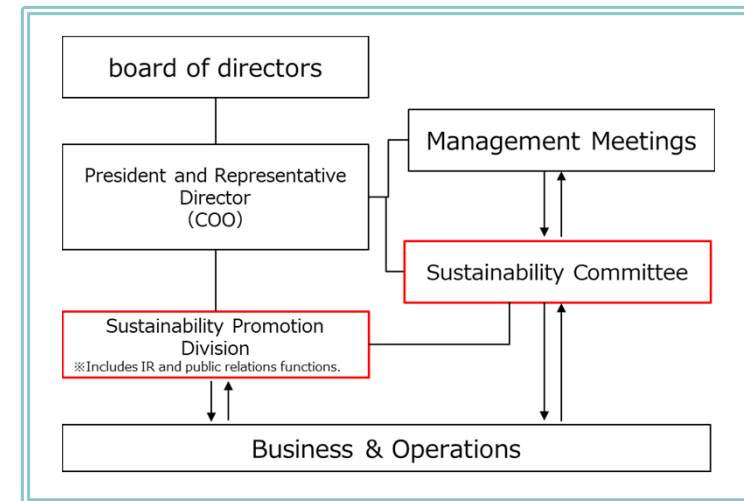 board of directors
Management Meetings
President and Representative
Director
（COO）
Sustainability Committee
Sustainability Promotion
Division
※Includes IR and public relations functions.
Business & Operations